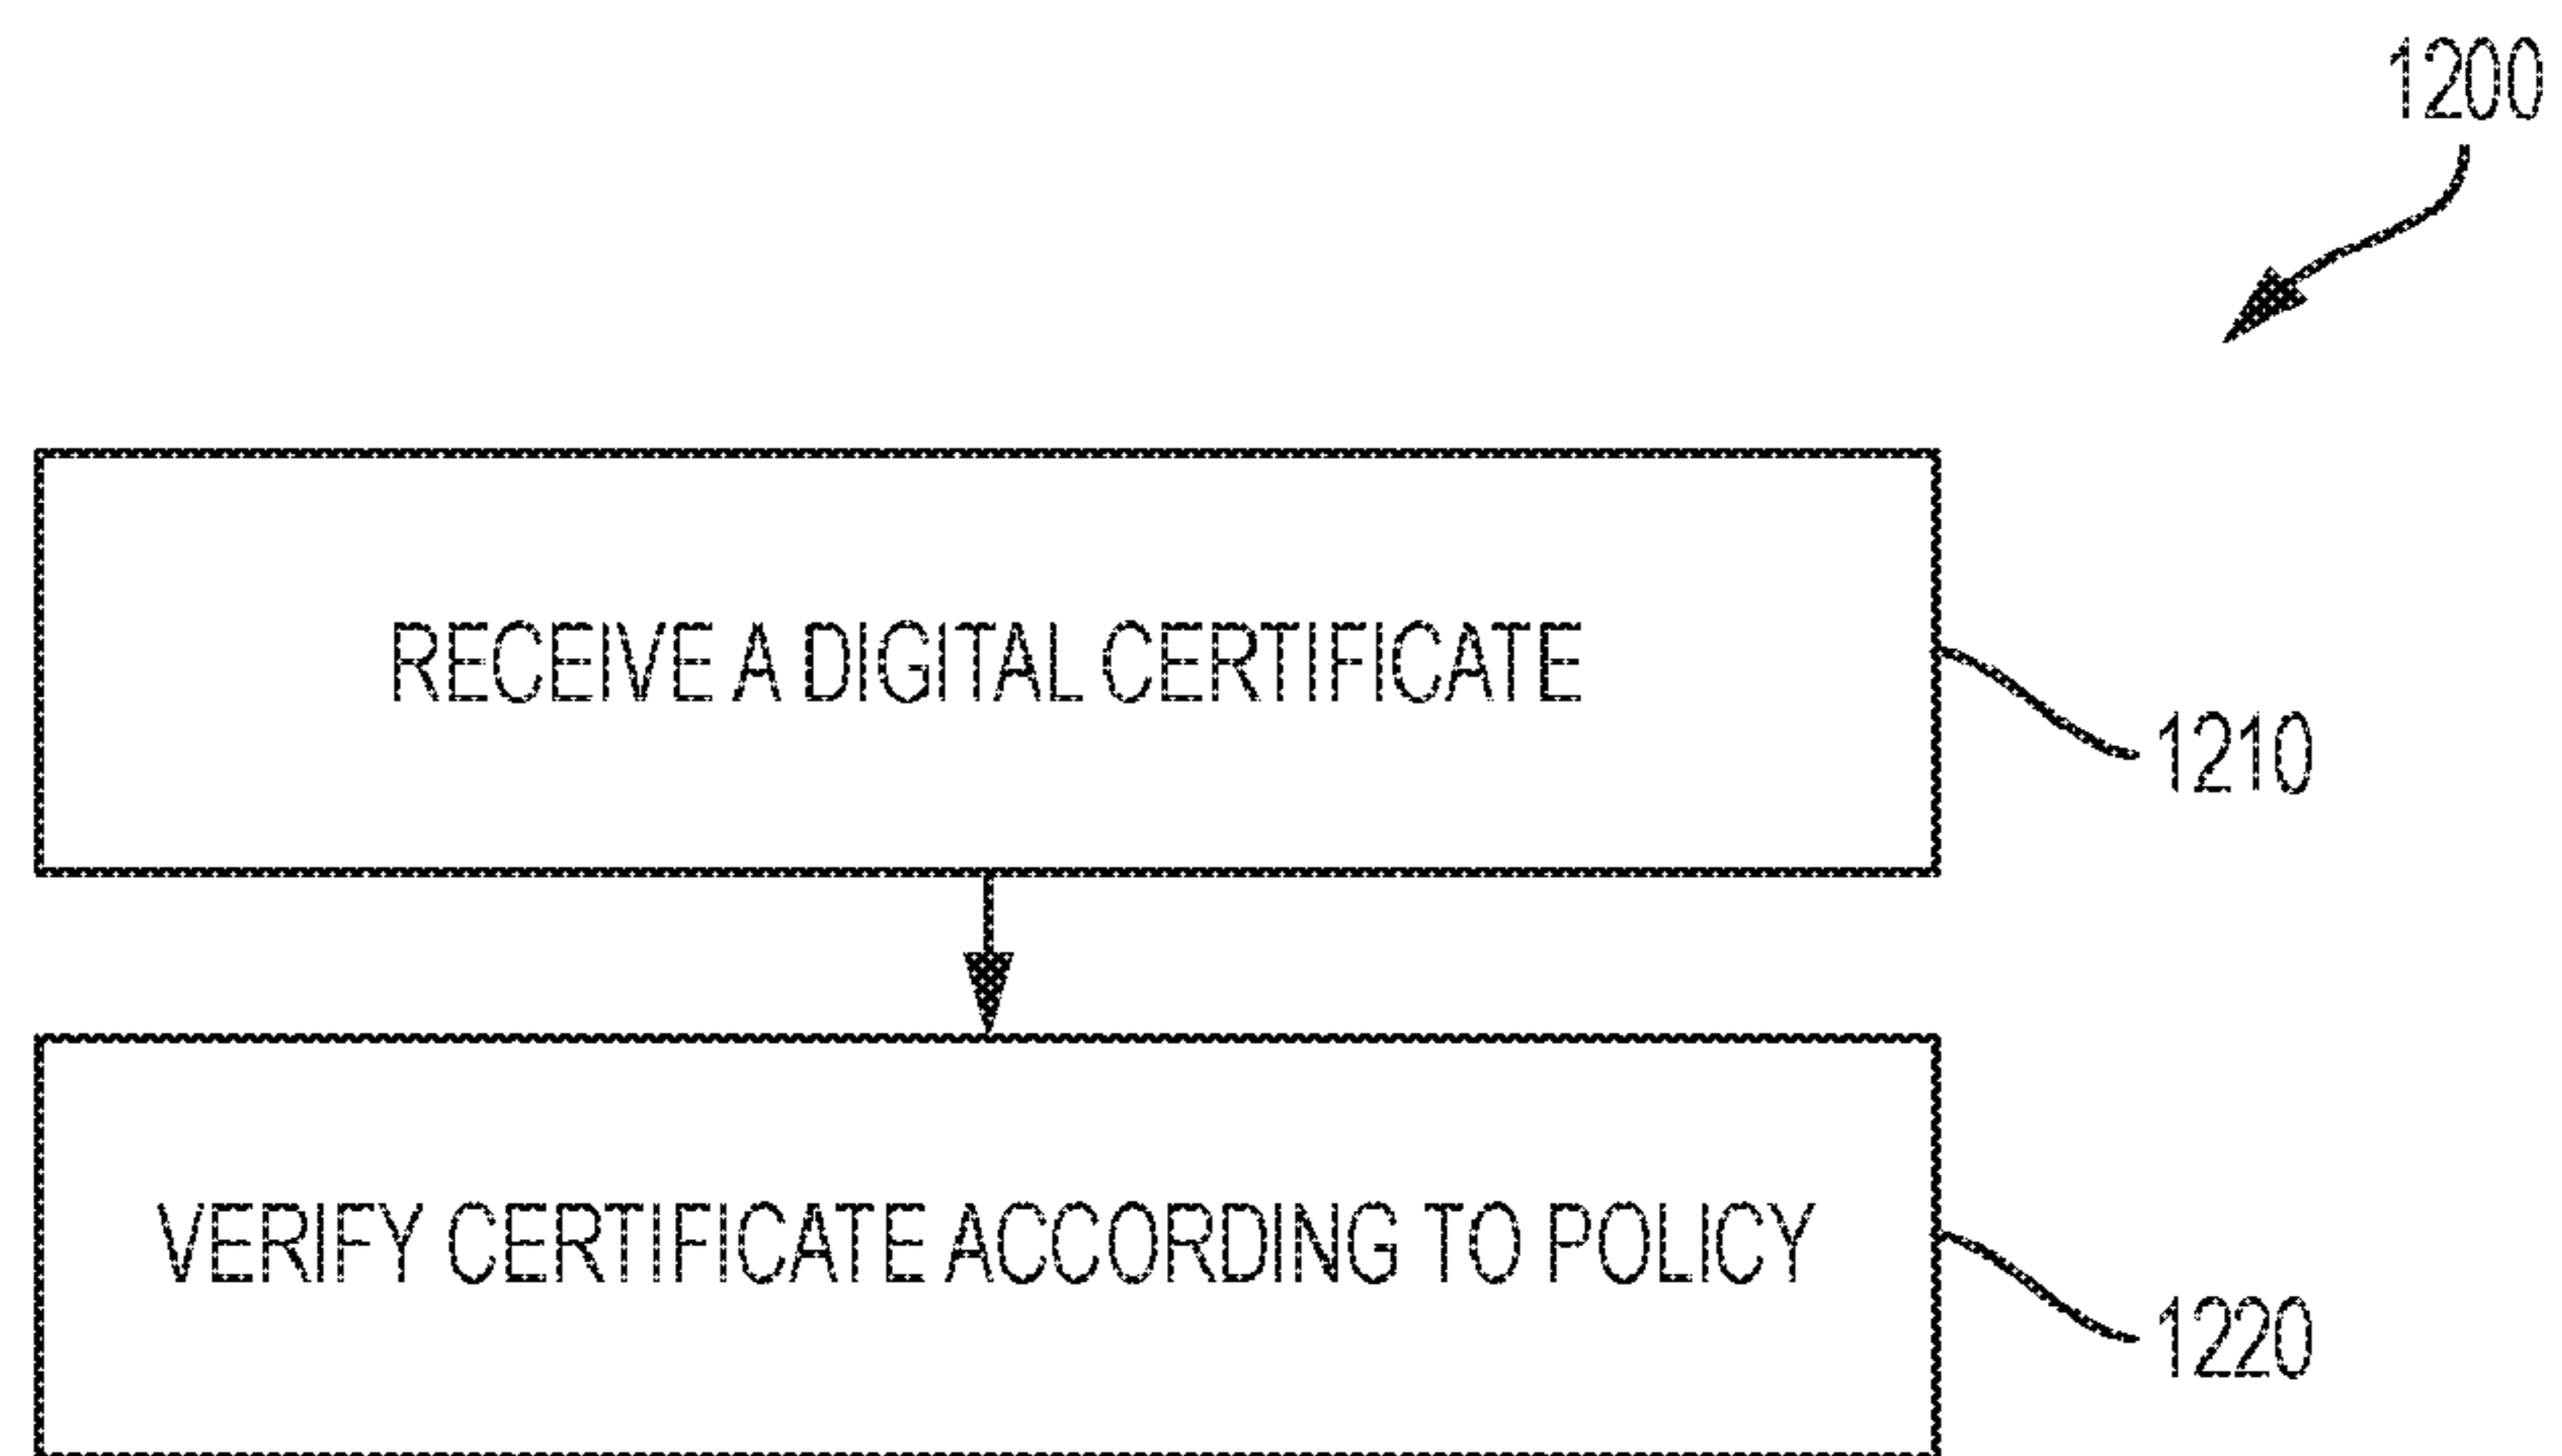 1200
RECEIVE A DIGITAL CERTIFICATE
1210
VERIFY CERTIFICATE ACCORDING TO POLICY
1220